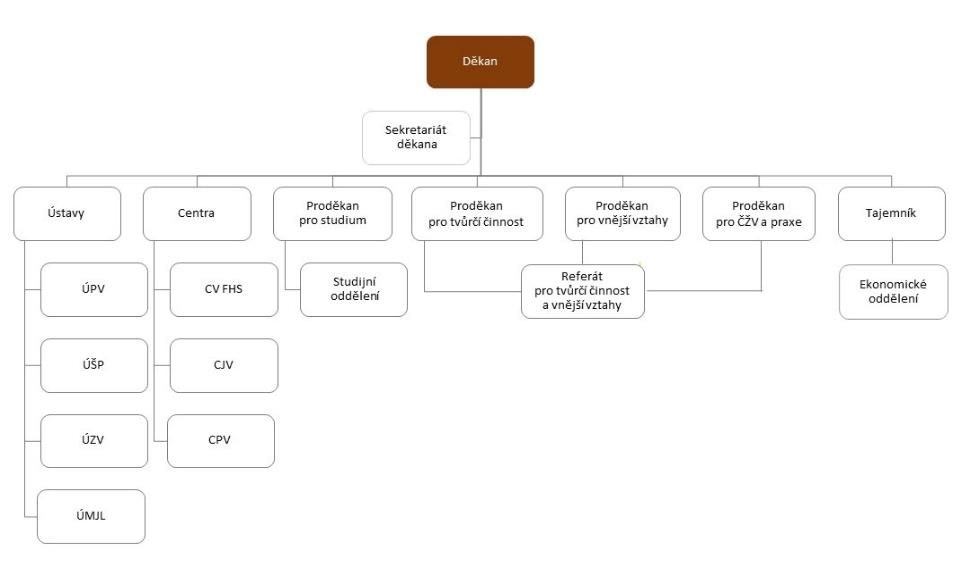 Děkan
Sekretariát
děkana
Ústavy
Centra
Proděkan
pro studium
Proděkan
pro tvůrčí činnost
Proděkan
pro vnější vztahy
Proděkan
pro ČŽV a praxe
Tajemník
ÚPV
CV FHS
Studijní
oddělení
Referát
pro tvůrčí činnost
a vnější vztahy
Ekonomické
oddělení
ÚŠP
CJV
ÚZV
CPV
ÚMJL